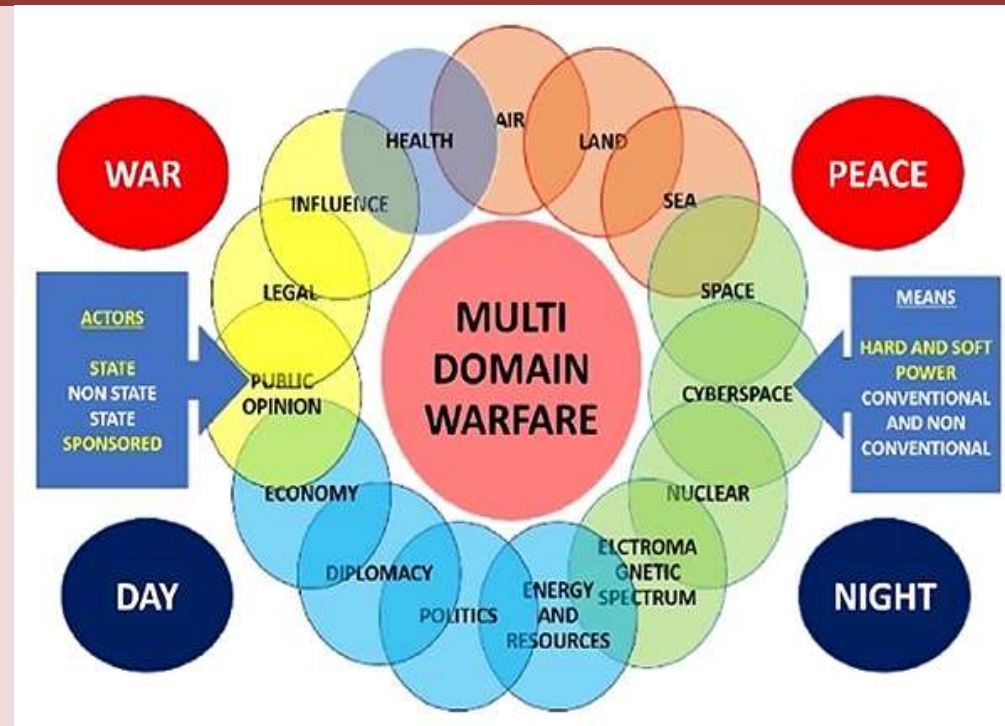 WAR
PEACE
DAY
NIGHT
MULTI
DOMAIN
WARFARE
AIR
LAND
SEA
SPACE
CYBERSPACE
NUCLEAR
ELCTROMA
GNETIC
SPECTRUM
ENERGY
AND
RESOURCES
POLITICS
DIPLOMACY
ECONOMY
PUBLIC
OPINION
LEGAL
INFLUENCE
HEALTH
ACTORS
STATE
NON STATE
STATE
SPONSORED
MEANS
HARD AND SOFT
POWER
CONVENTIONAL
AND NON
CONVENTIONAL